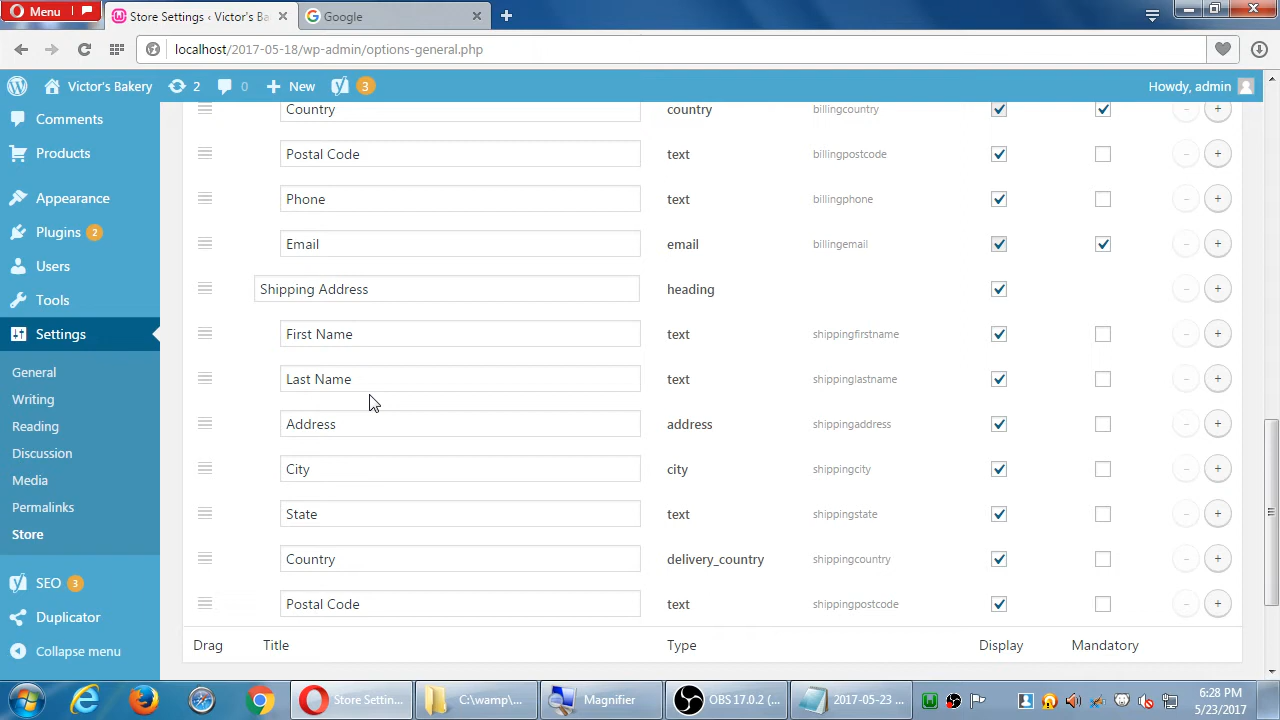 Menu
Store Settings ‹ Victor's Ba
Google
localhost/2017-05-18/wp-admin/options-general.php
Victor's Bakery
2
0
New
3
Howdy, admin
Comments
Products
Appearance
Plugins 2
Users
Tools
Settings
General
Writing
Reading
Discussion
Media
Permalinks
Store
SEO 3
Duplicator
Collapse menu
Country country billingcountry
Postal Code text billingpostcode
Phone text billingphone
Email email billingemail
Shipping Address heading
First Name text shippingfirstname
Last Name text shippinglastname
Address address shippingaddress
City city shippingcity
State text shippingstate
Country delivery_country shippingcountry
Postal Code text shippingpostcode
Drag Title Type Display Mandatory
Store Settin...
C:\wamp\...
Magnifier
OBS 17.0.2 (...
2017-05-23 ...
6:28 PM
5/23/2017